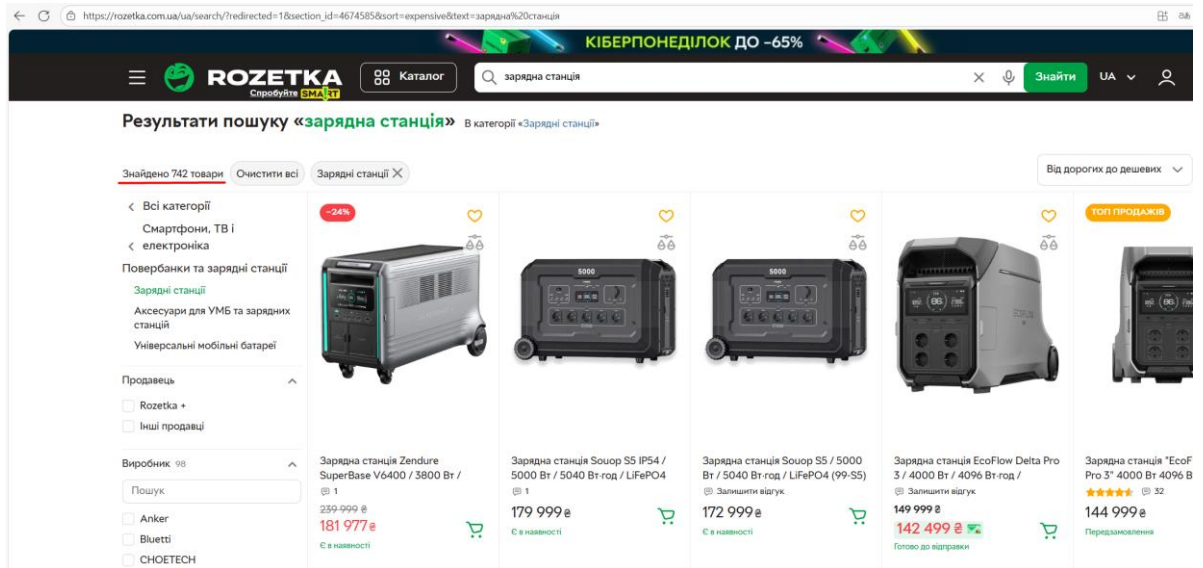 https://rozetka.com.ua/ua/search/?redirected=1&section_id=4674585&sort=expensive&text=зарядна%20станція
КІБЕРПОНЕДІЛОК ДО -65%
ROZETKA
Спробуйте SMART
Каталог
зарядна станція
Знайти
UA
Результати пошуку «зарядна станція» В категорії «Зарядні станції»
Знайдено 742 товари
Очистити всі
Зарядні станції
Від дорогих до дешевих
Всі категорії
Смартфони, ТВ і
електроніка
Повербанки та зарядні станції
Зарядні станції
Аксесуари для УМБ та зарядних
станцій
Універсальні мобільні батареї
Продавець
Rozetka +
Інші продавці
Виробник 98
Пошук
Anker
Bluetti
CHOETECH
-24%
Зарядна станція Zendure
SuperBase V6400 / 3800 Вт /
1
239 999 ₴
181 977 ₴
Є в наявності
5000
Зарядна станція Souop S5 IP54 /
5000 Вт / 5040 Вт·год / LiFePO4
1
179 999 ₴
Є в наявності
5000
Зарядна станція Souop S5 / 5000
Вт / 5040 Вт·год / LiFePO4 (99-S5)
Залишити відгук
172 999 ₴
Є в наявності
ECOFLOW
Зарядна станція EcoFlow Delta Pro
3 / 4000 Вт / 4096 Вт·год /
Залишити відгук
149 999 ₴
142 499 ₴
Готово до відправки
ТОП ПРОДАЖІВ
Зарядна станція "EcoF
Pro 3" 4000 Вт 4096 В
32
144 999 ₴
Передзамовлення